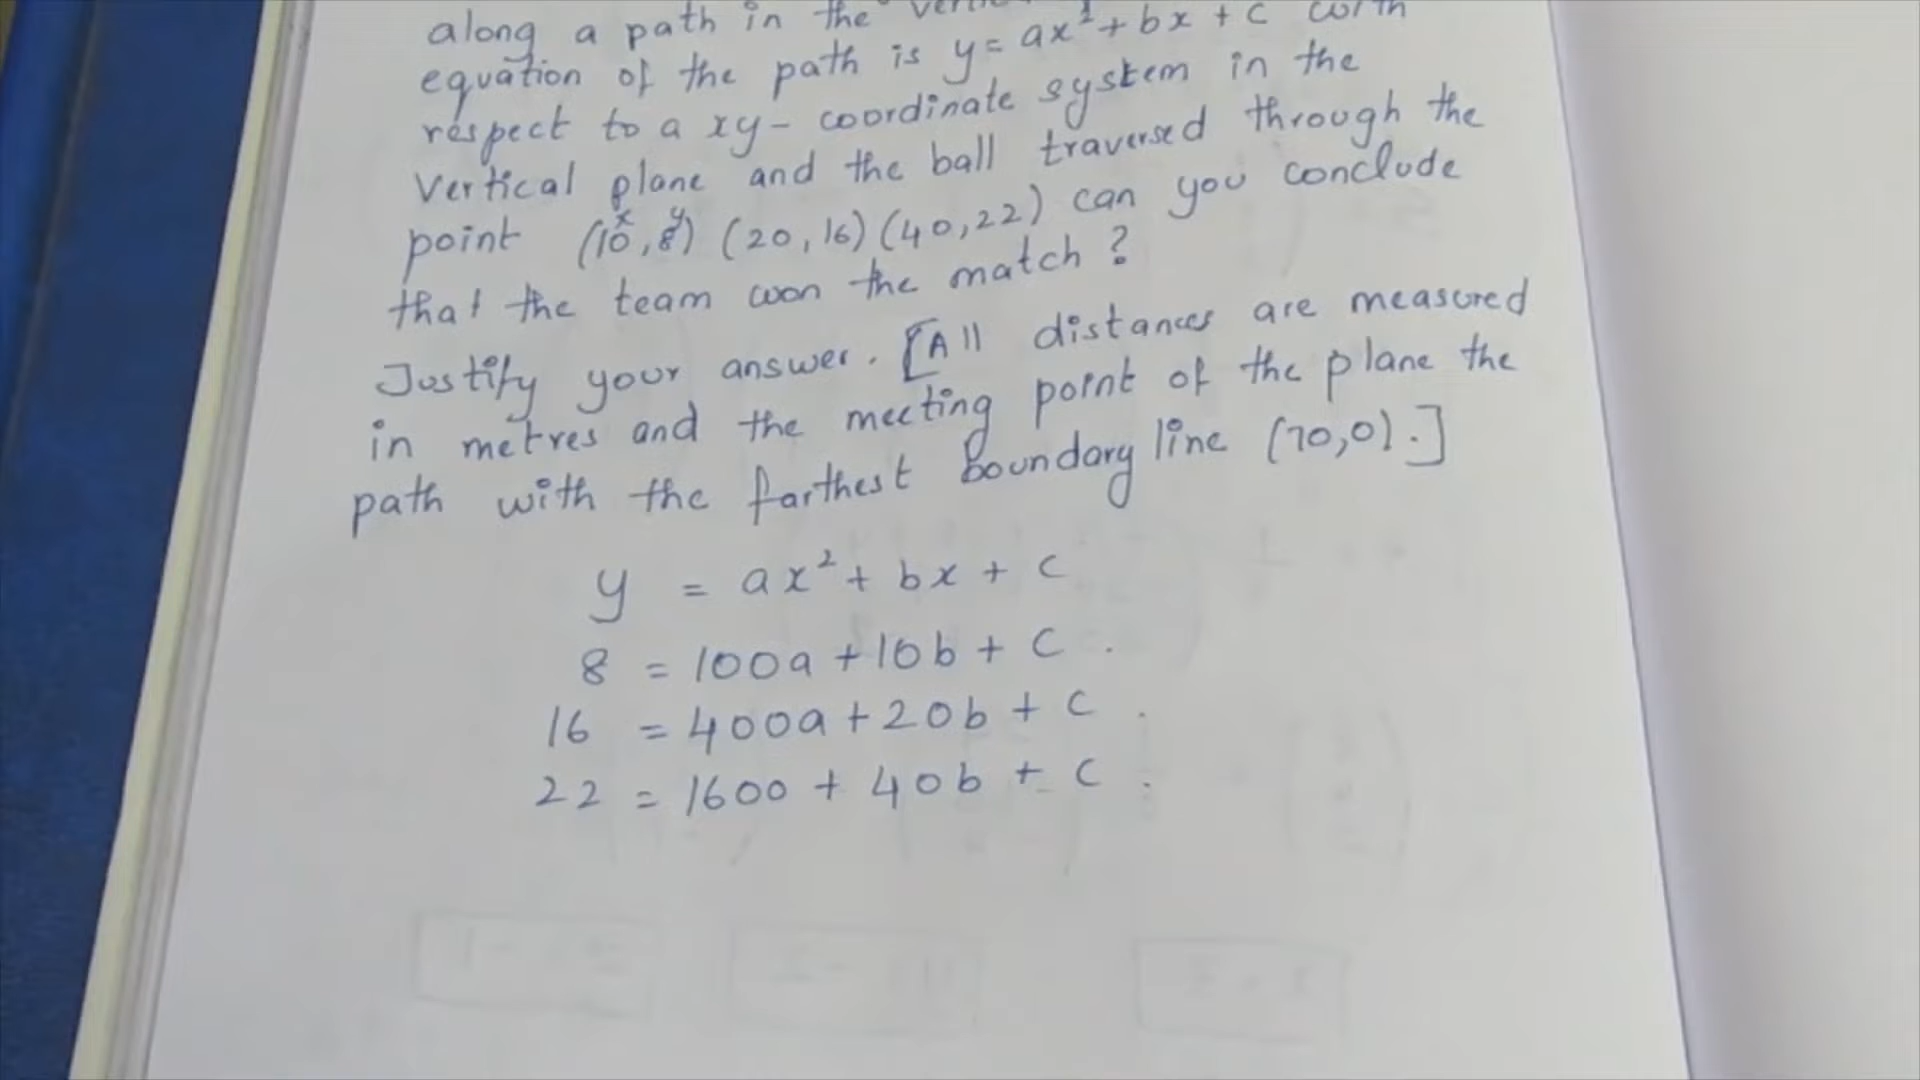 along a path in the
equation of the path is y = ax² + bx + c with
respect to a xy - coordinate system in the
vertical plane and the ball traversed through the
point (10, 8) (20, 16) (40, 22) can you conclude
x y
that the team won the match ?
Justify your answer. [All distances are measured
in metres and the meeting point of the plane the
path with the farthest boundary line (70,0).]
y = ax² + bx + c
8 = 100a + 10b + c .
16 = 400a + 20b + c .
22 = 1600 + 40b + c .